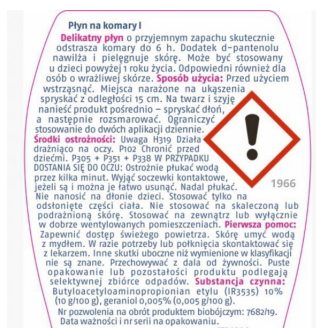 Płyn na komary I
Delikatny płyn o przyjemnym zapachu skutecznie
odstrasza komary do 6 h. Dodatek d-pantenolu
nawilża i pielęgnuje skórę. Może być stosowany
u dzieci powyżej 1 roku życia. Odpowiedni również dla
osób o wrażliwej skórze. Sposób użycia: Przed użyciem
wstrząsnąć. Miejsca narażone na ukąszenia
spryskać z odległości 15 cm. Na twarz i szyję
nanieść produkt pośrednio – spryskać dłoń,
a następnie rozsmarować. Ograniczyć
stosowanie do dwóch aplikacji dziennie.
Środki ostrożności: Uwaga H319 Działa
drażniąco na oczy. P102 Chronić przed
dziećmi. P305 + P351 + P338 W PRZYPADKU
DOSTANIA SIĘ DO OCZU: Ostrożnie płukać wodą
przez kilka minut. Wyjąć soczewki kontaktowe,
jeżeli są i można je łatwo usunąć. Nadal płukać.
1966
Nie nanosić na dłonie dzieci. Stosować tylko na
odsłonięte części ciała. Nie stosować na skaleczoną lub
podrażnioną skórę. Stosować na zewnątrz lub wyłącznie
w dobrze wentylowanych pomieszczeniach. Pierwsza pomoc:
Zapewnić dostęp świeżego powietrza. Skórę umyć wodą
z mydłem. W razie potrzeby lub połknięcia skontaktować się
z lekarzem. Inne skutki uboczne niż wymienione w klasyfikacji
nie są znane. Przechowywać z dala od żywności. Puste
opakowanie lub pozostałości produktu podlegają
selektywnej zbiórce odpadów. Substancja czynna:
Butyloacetyloaminopropionian etylu (IR3535) 10%
(10 g/100 g), geraniol 0,005% (0,005 g/100 g).
Nr pozwolenia na obrót produktem biobójczym: 7682/19.
Data ważności i nr serii na opakowaniu.